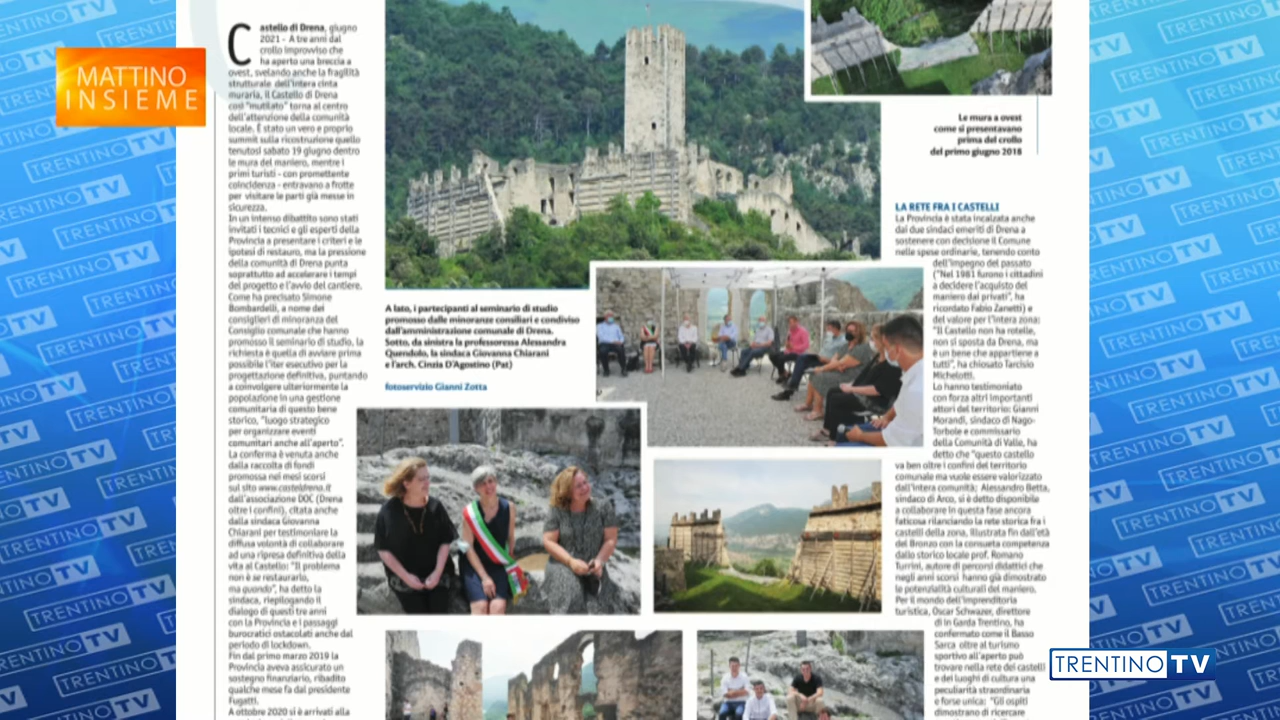 MATTINO
INSIEME
Castello di Drena, giugno
2021 - A tre anni dal
crollo improvviso che
ha aperto una breccia a
ovest, svelando anche la fragilità
strutturale dell'intera cinta
muraria, il Castello di Drena
così "mutilato" torna al centro
dell'attenzione della comunità
locale. È stato un vero e proprio
summit sulla ricostruzione quello
tenutosi sabato 19 giugno dentro
le mura del maniero, mentre i
primi turisti - con promettente
coincidenza - entravano a frotte
per visitare le parti già messe in
sicurezza.
In un intenso dibattito sono stati
invitati i tecnici e gli esperti della
Provincia a presentare i criteri e le
ipotesi di restauro, ma la pressione
della comunità di Drena punta
soprattutto ad accelerare i tempi
del progetto e l'avvio del cantiere.
Come ha precisato Simone
Bombardelli, a nome dei
consiglieri di minoranza del
Consiglio comunale che hanno
promosso il seminario di studio, la
richiesta è quella di avviare prima
possibile l'iter esecutivo per la
progettazione definitiva, puntando
a coinvolgere ulteriormente la
popolazione in una gestione
comunitaria di questo bene
storico, "luogo strategico
per organizzare eventi
comunitari anche all'aperto".
La conferma è venuta anche
dalla raccolta di fondi
promossa nei mesi scorsi
sul sito www.casteldrena.it
dall'associazione DOC (Drena
oltre i confini), citata anche
dalla sindaca Giovanna
Chiarani per testimoniare la
diffusa volontà di collaborare
ad una ripresa definitiva della
vita al Castello: "Il problema
non è se restaurarlo,
ma quando", ha detto la
sindaca, riepilogando il
dialogo di questi tre anni
con la Provincia e i passaggi
burocratici ostacolati anche dal
periodo di lockdown.
Fin dal primo marzo 2019 la
Provincia aveva assicurato un
sostegno finanziario, ribadito
qualche mese fa dal presidente
Fugatti.
A ottobre 2020 si è arrivati alla
A lato, i partecipanti al seminario di studio
promosso dalle minoranze consiliari e condiviso
dall'amministrazione comunale di Drena.
Sotto, da sinistra la professoressa Alessandra
Quendolo, la sindaca Giovanna Chiarani
e l'arch. Cinzia D'Agostino (Pat)
fotoservizio Gianni Zotta
Le mura a ovest
come si presentavano
prima del crollo
del primo giugno 2018
LA RETE FRA I CASTELLI
La Provincia è stata incalzata anche
dai due sindaci emeriti di Drena a
sostenere con decisione il Comune
nelle spese ordinarie, tenendo conto
dell'impegno del passato
("Nel 1981 furono i cittadini
a decidere l'acquisto del
maniero dai privati", ha
ricordato Fabio Zanetti) e
del valore per l'intera zona:
"Il Castello non ha rotelle,
non si sposta da Drena, ma
è un bene che appartiene a
tutti", ha chiosato Tarcisio
Michelotti.
Lo hanno testimoniato
con forza altri importanti
attori del territorio: Gianni
Morandi, sindaco di Nago-
Torbole e commissario
della Comunità di Valle, ha
detto che "questo castello
va ben oltre i confini del territorio
comunale ma vuole essere valorizzato
dall'intera comunità; Alessandro Betta,
sindaco di Arco, si è detto disponibile
a collaborare in questa fase ancora
faticosa rilanciando la rete storica fra i
castelli della zona, illustrata fin dall'età
del Bronzo con la consueta competenza
dallo storico locale prof. Romano
Turrini, autore di percorsi didattici che
negli anni scorsi hanno già dimostrato
le potenzialità culturali del maniero.
Per il mondo dell'imprenditoria
turistica, Oscar Schwazer, direttore
di In Garda Trentino, ha
confermato come il Basso
Sarca oltre al turismo
sportivo all'aperto può
trovare nella rete dei castelli
e dei luoghi di cultura una
peculiarità straordinaria
e forse unica: "Gli ospiti
dimostrano di ricercare
TRENTINO TV